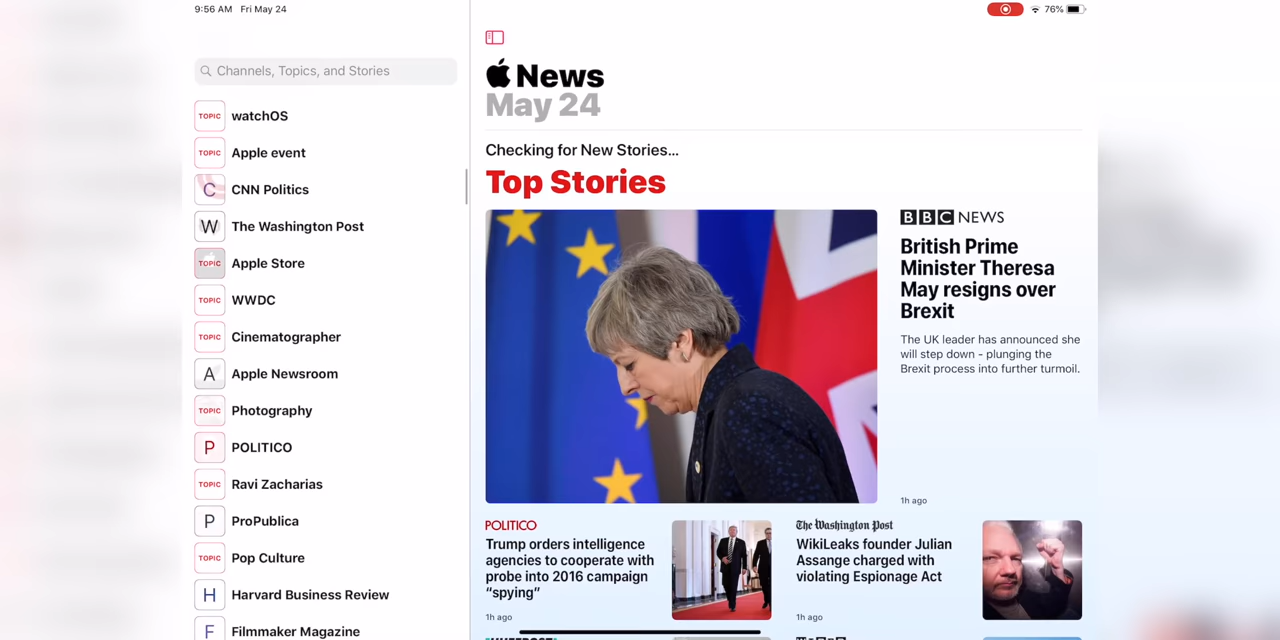 9:56 AM Fri May 24
76%
Channels, Topics, and Stories
TOPIC watchOS
TOPIC Apple event
C CNN Politics
W The Washington Post
TOPIC Apple Store
TOPIC WWDC
TOPIC Cinematographer
A Apple Newsroom
TOPIC Photography
P POLITICO
TOPIC Ravi Zacharias
P ProPublica
TOPIC Pop Culture
H Harvard Business Review
F Filmmaker Magazine
News
May 24
Checking for New Stories...
Top Stories
BBC NEWS
British Prime
Minister Theresa
May resigns over
Brexit
The UK leader has announced she
will step down - plunging the
Brexit process into further turmoil.
1h ago
POLITICO
Trump orders intelligence
agencies to cooperate with
probe into 2016 campaign
“spying”
1h ago
The Washington Post
WikiLeaks founder Julian
Assange charged with
violating Espionage Act
1h ago